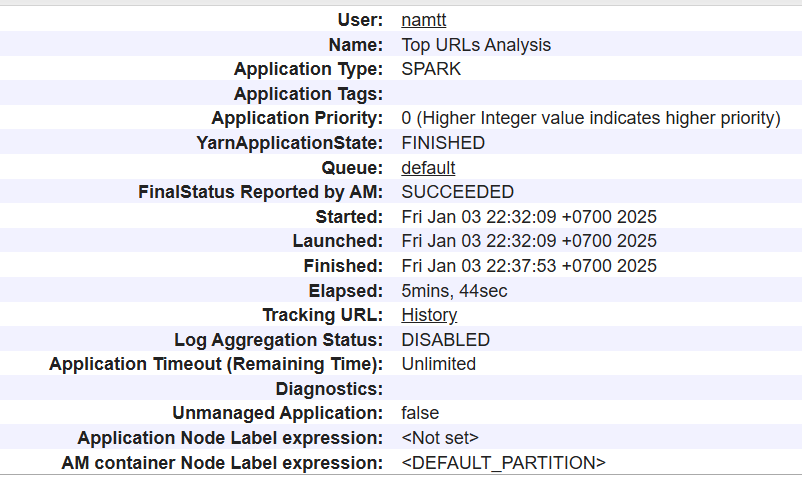 User: namtt
Name: Top URLs Analysis
Application Type: SPARK
Application Tags:
Application Priority: 0 (Higher Integer value indicates higher priority)
YarnApplicationState: FINISHED
Queue: default
FinalStatus Reported by AM: SUCCEEDED
Started: Fri Jan 03 22:32:09 +0700 2025
Launched: Fri Jan 03 22:32:09 +0700 2025
Finished: Fri Jan 03 22:37:53 +0700 2025
Elapsed: 5mins, 44sec
Tracking URL: History
Log Aggregation Status: DISABLED
Application Timeout (Remaining Time): Unlimited
Diagnostics:
Unmanaged Application: false
Application Node Label expression: <Not set>
AM container Node Label expression: <DEFAULT_PARTITION>